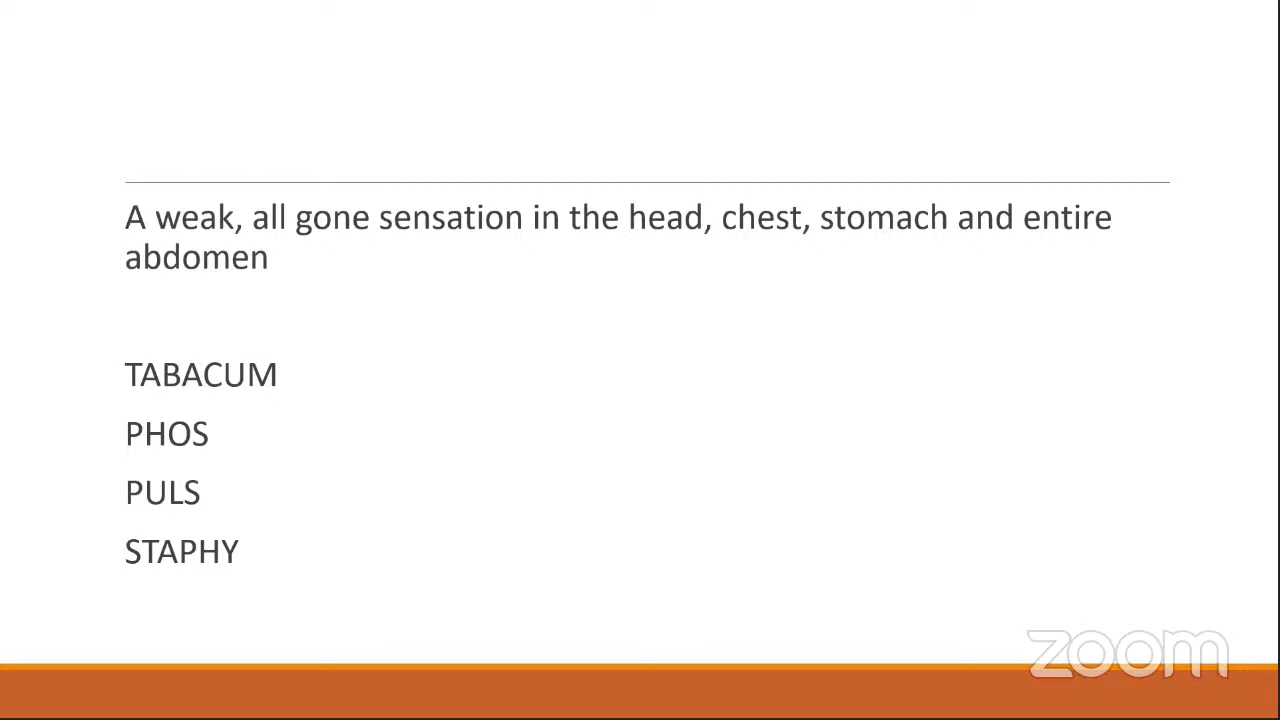 A weak, all gone sensation in the head, chest, stomach and entire
abdomen
TABACUM
PHOS
PULS
STAPHY
zoom